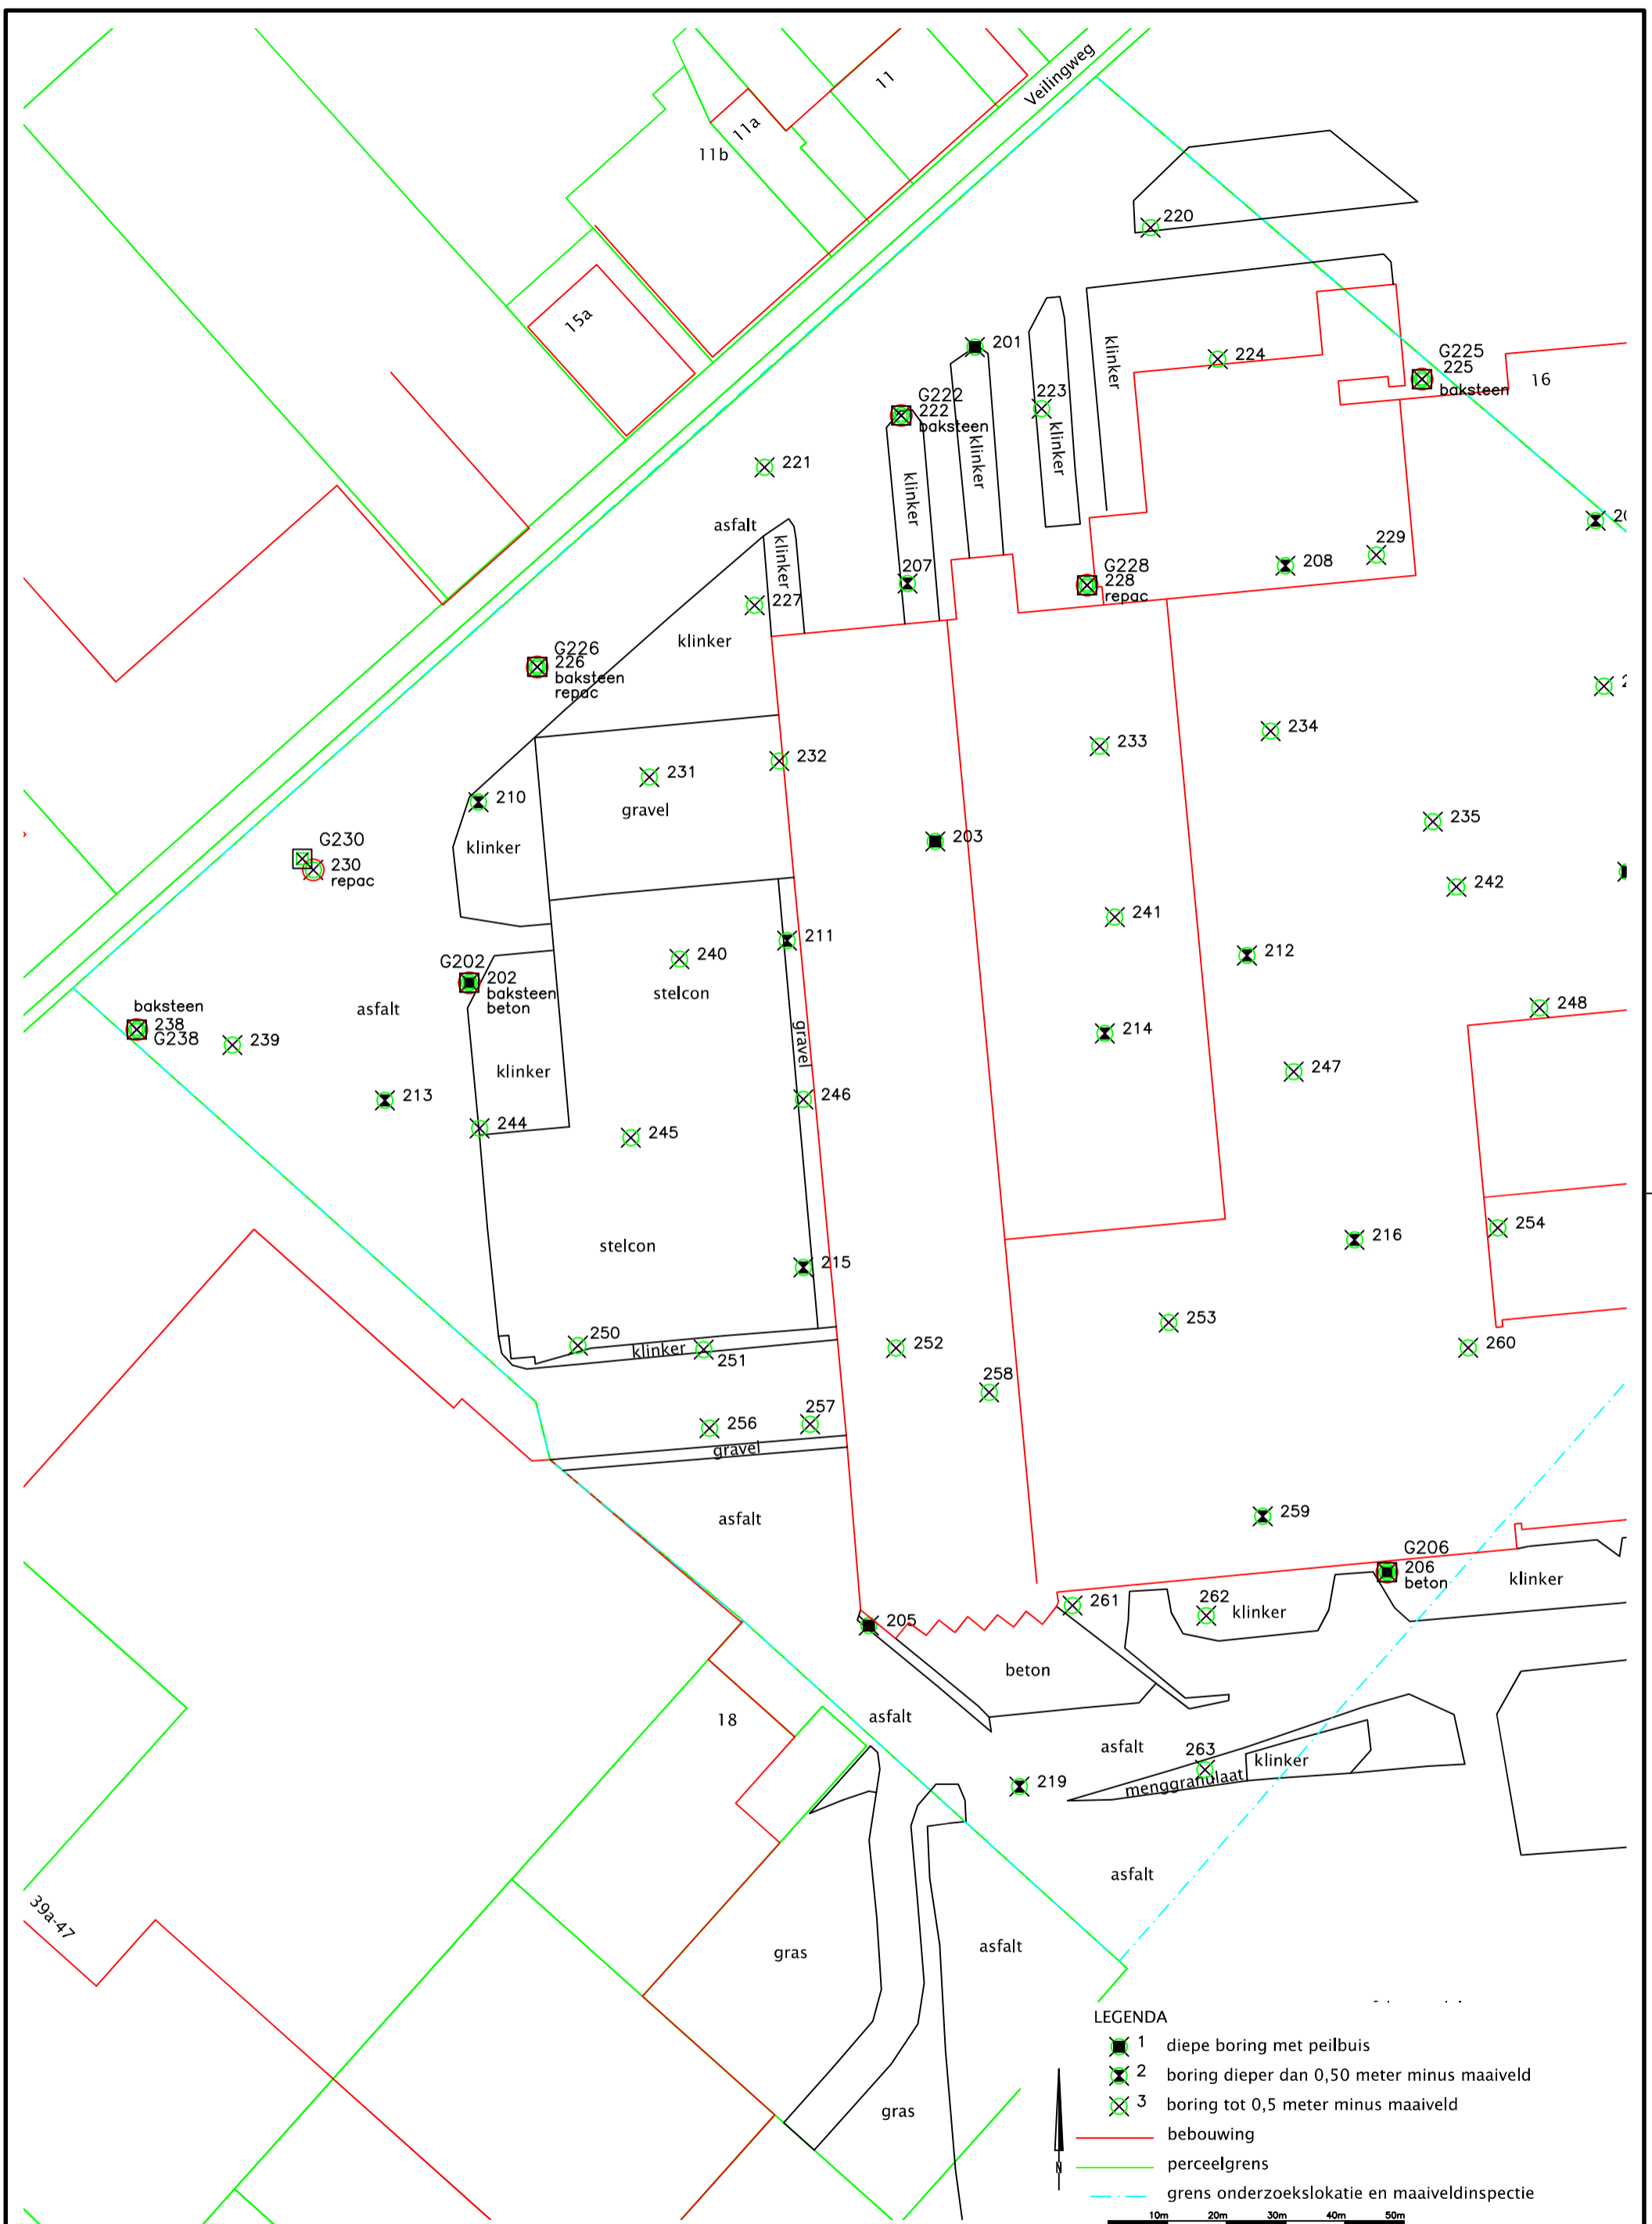 Veilingweg
11
11a
11b
15a
220
201
klinker
224
G225
225
baksteen
16
G222
222
baksteen
223
klinker
klinker
klinker
221
asfalt
klinker
207
G228
228
repac
208
229
227
klinker
G226
226
baksteen
repac
234
233
232
231
gravel
210
klinker
235
203
G230
230
repac
242
241
211
212
240
stelcon
G202
202
baksteen
beton
asfalt
baksteen
238
G238
239
gravel
214
248
klinker
247
213
246
244
245
254
216
stelcon
215
253
250
klinker
251
252
260
258
257
256
gravel
asfalt
259
G206
206
beton
klinker
261
262
klinker
205
beton
18
asfalt
asfalt
263
klinker
menggranulaat
219
asfalt
39a-47
gras
asfalt
gras
LEGENDA
1 diepe boring met peilbuis
2 boring dieper dan 0,50 meter minus maaiveld
3 boring tot 0,5 meter minus maaiveld
bebouwing
perceelgrens
N
grens onderzoekslokatie en maaiveldinspectie
10m 20m 30m 40m 50m